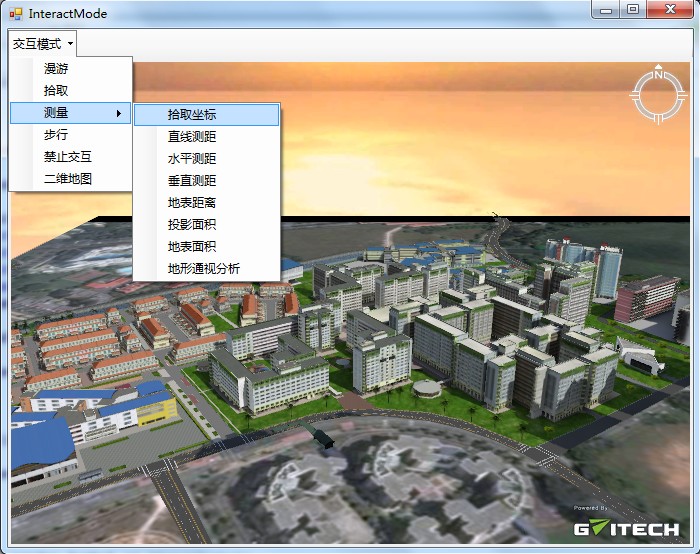 InteractMode
交互模式
漫游
拾取
测量
步行
禁止交互
二维地图
拾取坐标
直线测距
水平测距
垂直测距
地表距离
投影面积
地表面积
地形通视分析
N
Powered By
GVITECH